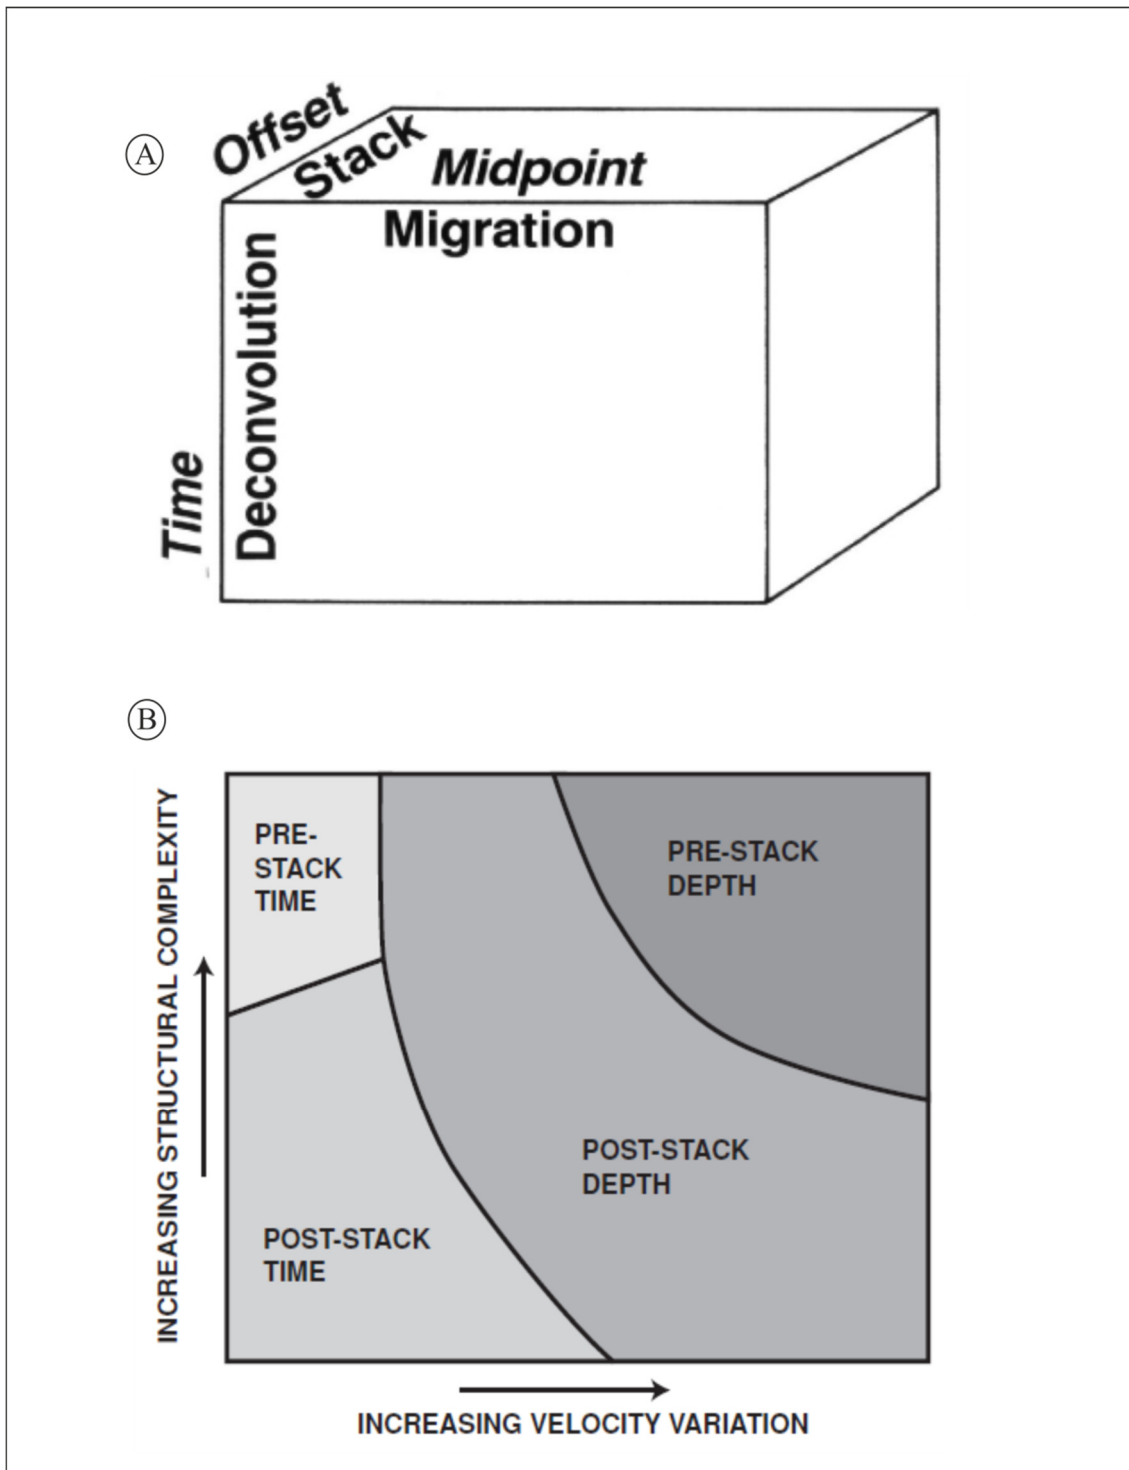 A
Offset
Stack
Midpoint
Migration
Deconvolution
Time
B
PRE-
STACK
TIME
PRE-STACK
DEPTH
POST-STACK
DEPTH
POST-STACK
TIME
INCREASING STRUCTURAL COMPLEXITY
INCREASING VELOCITY VARIATION